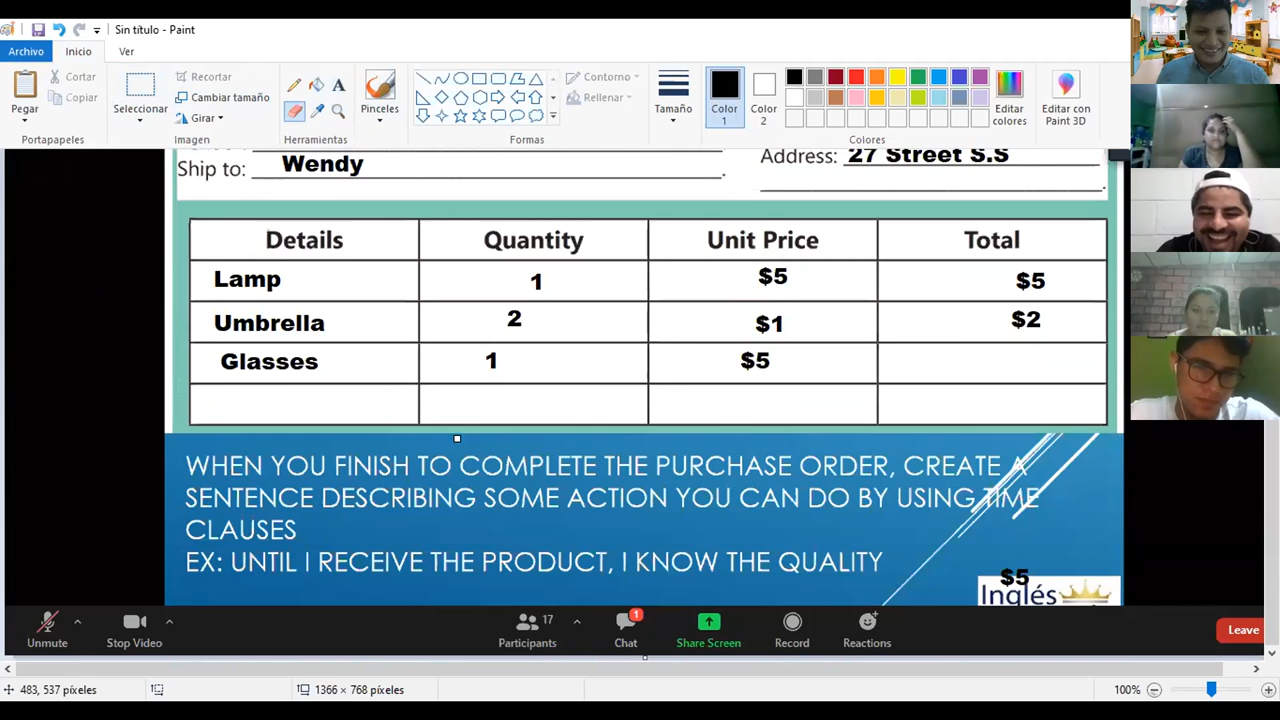 Sin título - Paint
Archivo Inicio Ver
Pegar
Cortar
Copiar
Portapapeles
Seleccionar
Recortar
Cambiar tamaño
Girar
Imagen
A
Herramientas
Pinceles
Contorno
Rellenar
Formas
Tamaño
Color 1
Color 2
Editar colores
Colores
Editar con Paint 3D
Ship to: Wendy
Address: 27 Street S.S
Details Quantity Unit Price Total
Lamp 1 $5 $5
Umbrella 2 $1 $2
Glasses 1 $5
WHEN YOU FINISH TO COMPLETE THE PURCHASE ORDER, CREATE A
SENTENCE DESCRIBING SOME ACTION YOU CAN DO BY USING TIME
CLAUSES
EX: UNTIL I RECEIVE THE PRODUCT, I KNOW THE QUALITY
$5
Inglés
Unmute
Stop Video
17
Participants
1
Chat
Share Screen
Record
Reactions
Leave
483, 537 píxeles
1366 × 768 píxeles
100%